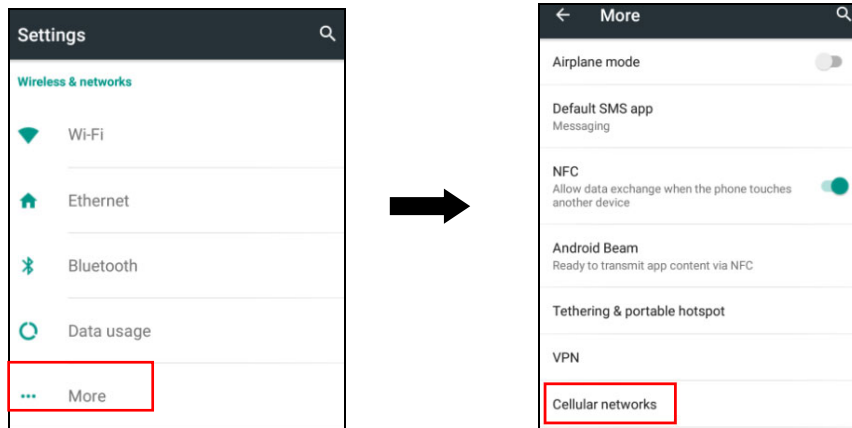 Settings
Wireless & networks
Wi-Fi
Ethernet
Bluetooth
Data usage
More
More
Airplane mode
Default SMS app
Messaging
NFC
Allow data exchange when the phone touches
another device
Android Beam
Ready to transmit app content via NFC
Tethering & portable hotspot
VPN
Cellular networks